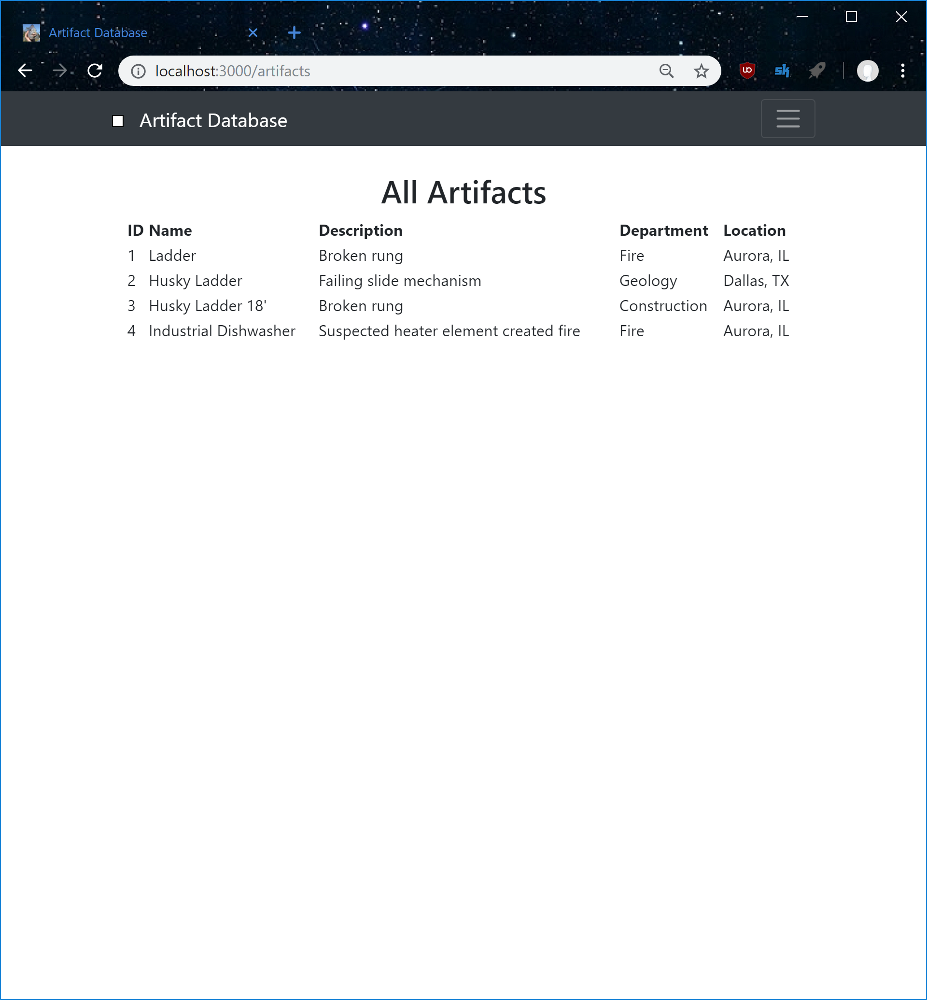 Artifact Database
localhost:3000/artifacts
uo
sk
Artifact Database
All Artifacts
ID Name Description Department Location
1 Ladder Broken rung Fire Aurora, IL
2 Husky Ladder Failing slide mechanism Geology Dallas, TX
3 Husky Ladder 18' Broken rung Construction Aurora, IL
4 Industrial Dishwasher Suspected heater element created fire Fire Aurora, IL